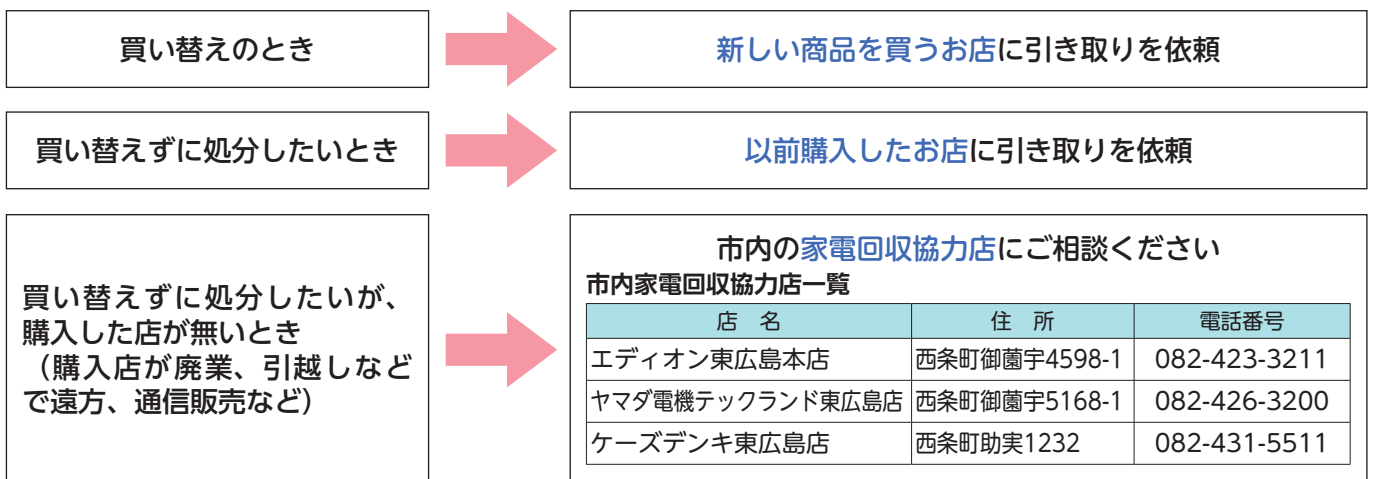 買い替えのとき
新しい商品を買うお店に引き取りを依頼
買い替えずに処分したいとき
以前購入したお店に引き取りを依頼
買い替えずに処分したいが、
購入した店が無いとき
（購入店が廃業、引越しなど
で遠方、通信販売など）
市内の家電回収協力店にご相談ください
市内家電回収協力店一覧
店　名 住　所 電話番号
エディオン東広島本店 西条町御薗宇4598-1 082-423-3211
ヤマダ電機テックランド東広島店 西条町御薗宇5168-1 082-426-3200
ケーズデンキ東広島店 西条町助実1232 082-431-5511